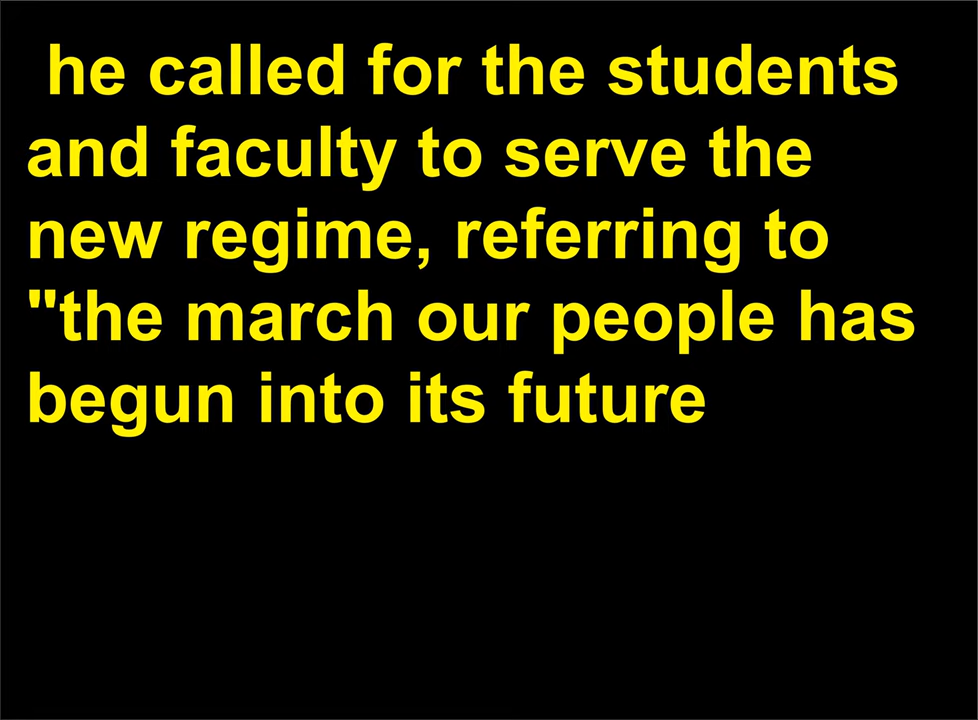 he called for the students
and faculty to serve the
new regime, referring to
"the march our people has
begun into its future